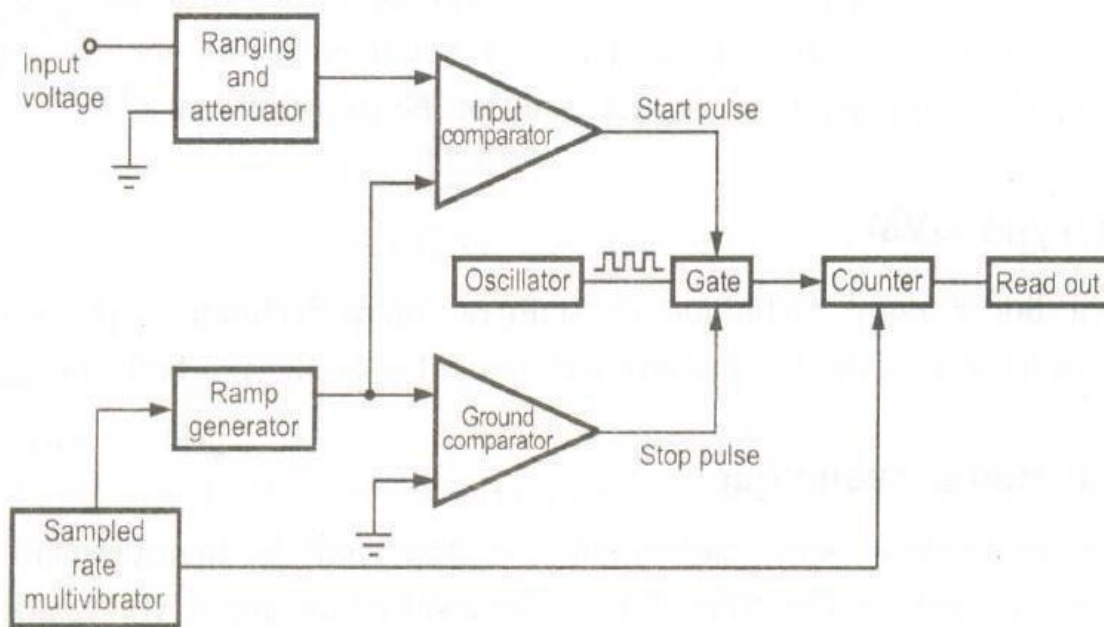 Input
voltage
Ranging
and
attenuator
Input
comparator
Start pulse
Oscillator
Gate
Counter
Read out
Ramp
generator
Ground
comparator
Stop pulse
Sampled
rate
multivibrator